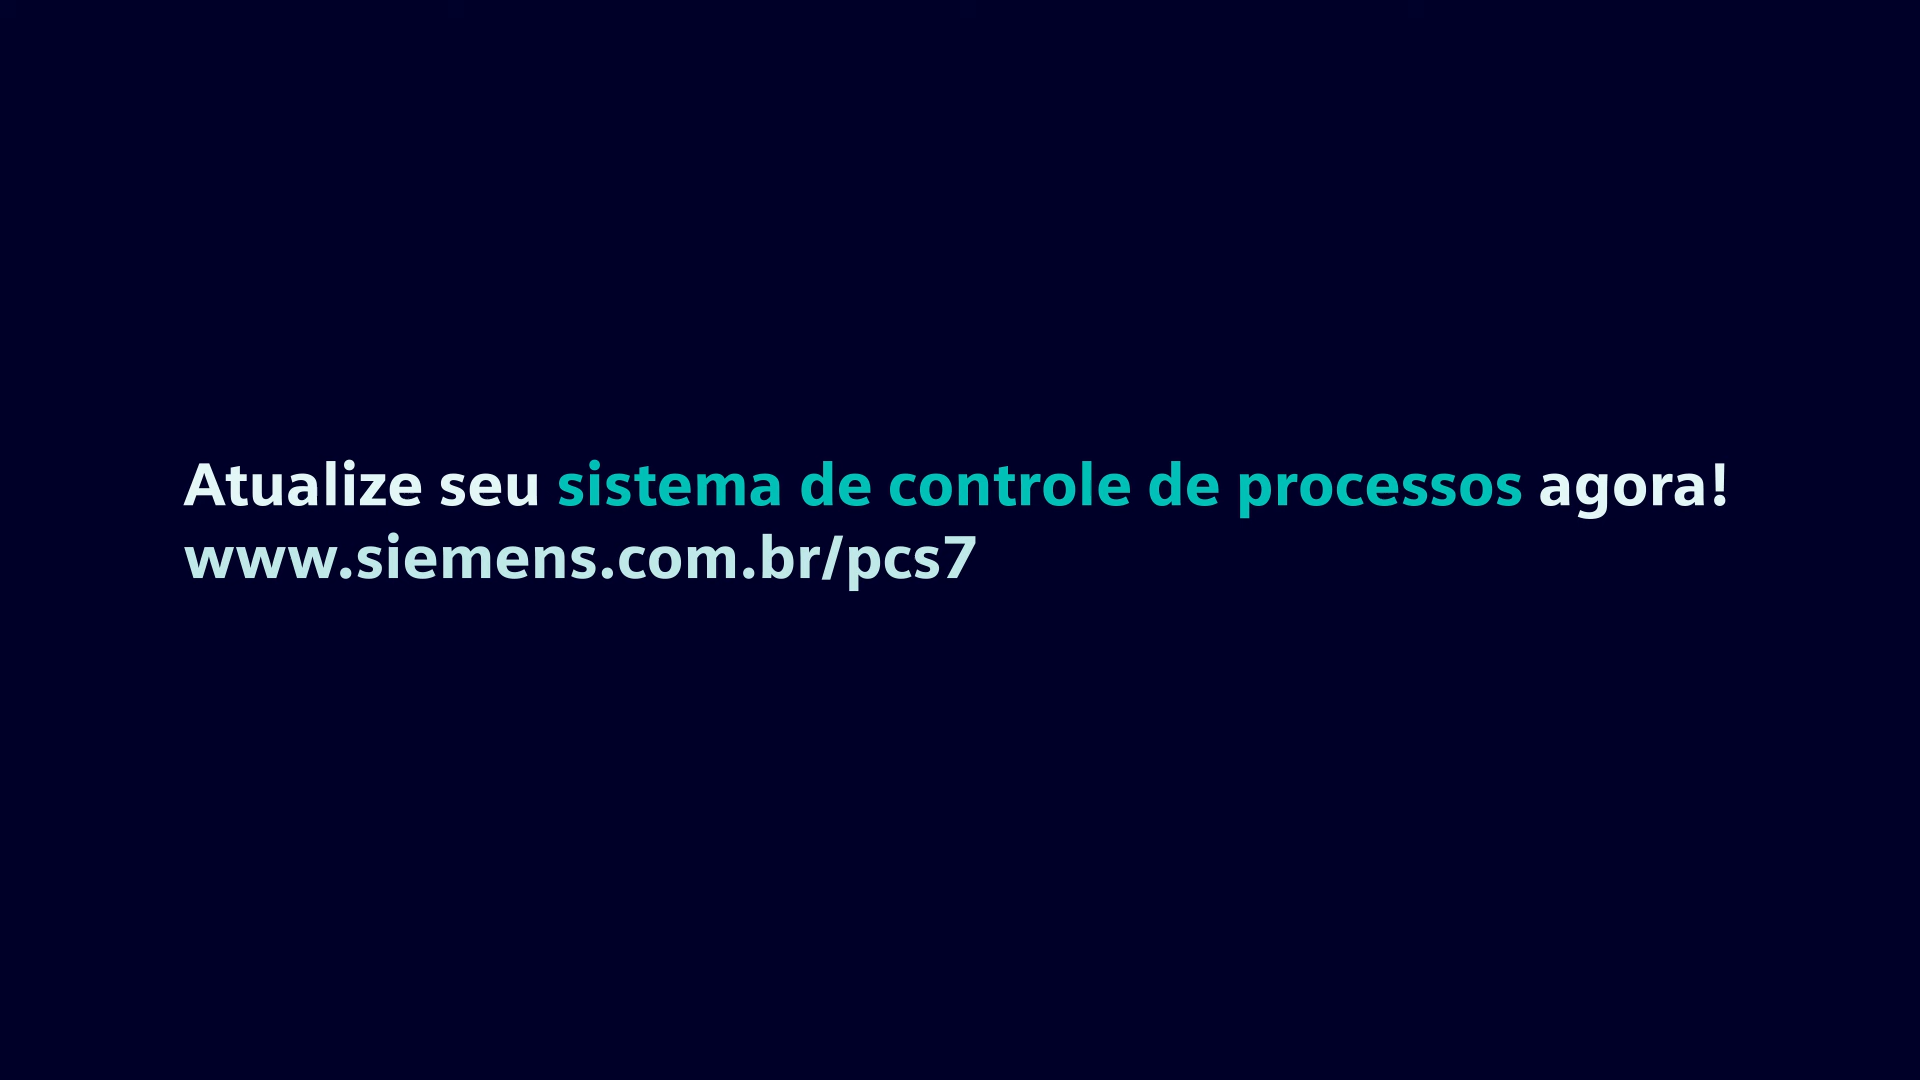 Atualize seu sistema de controle de processos agora!
www.siemens.com.br/pcs7